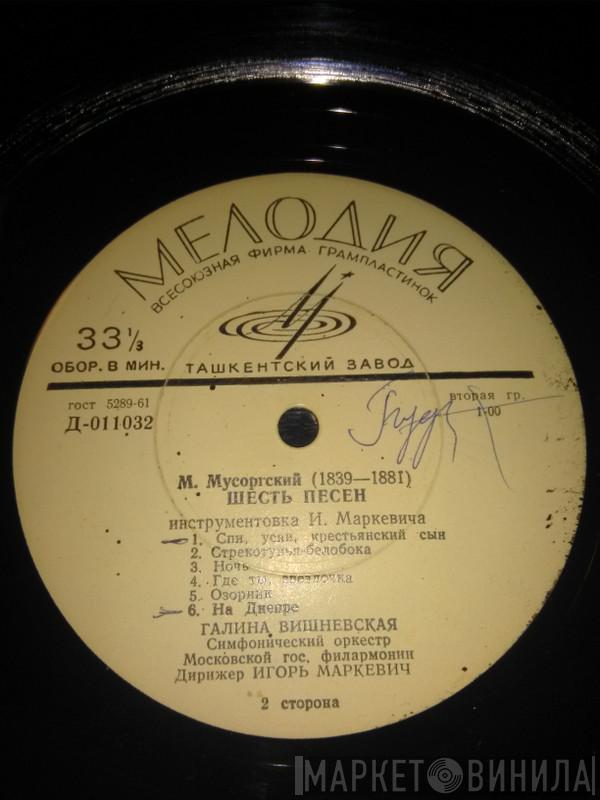 МЕЛОДИЯ
ВСЕСОЮЗНАЯ ФИРМА ГРАМПЛАСТИНОК
33⅓
ОБОР. В МИН.
ТАШКЕНТСКИЙ ЗАВОД
гост 5289-61
Д-011032
вторая гр.
1-00
М. Мусоргский (1839—1881)
ШЕСТЬ ПЕСЕН
инструментовка И. Маркевича
1. Спи, усни, крестьянский сын
2. Стрекотунья-белобока
3. Ночь
4. Где ты, звездочка
5. Озорник
6. На Днепре
ГАЛИНА ВИШНЕВСКАЯ
Симфонический оркестр
Московской гос. филармонии
Дирижер ИГОРЬ МАРКЕВИЧ
2 сторона
МАРКЕТ ВИНИЛА